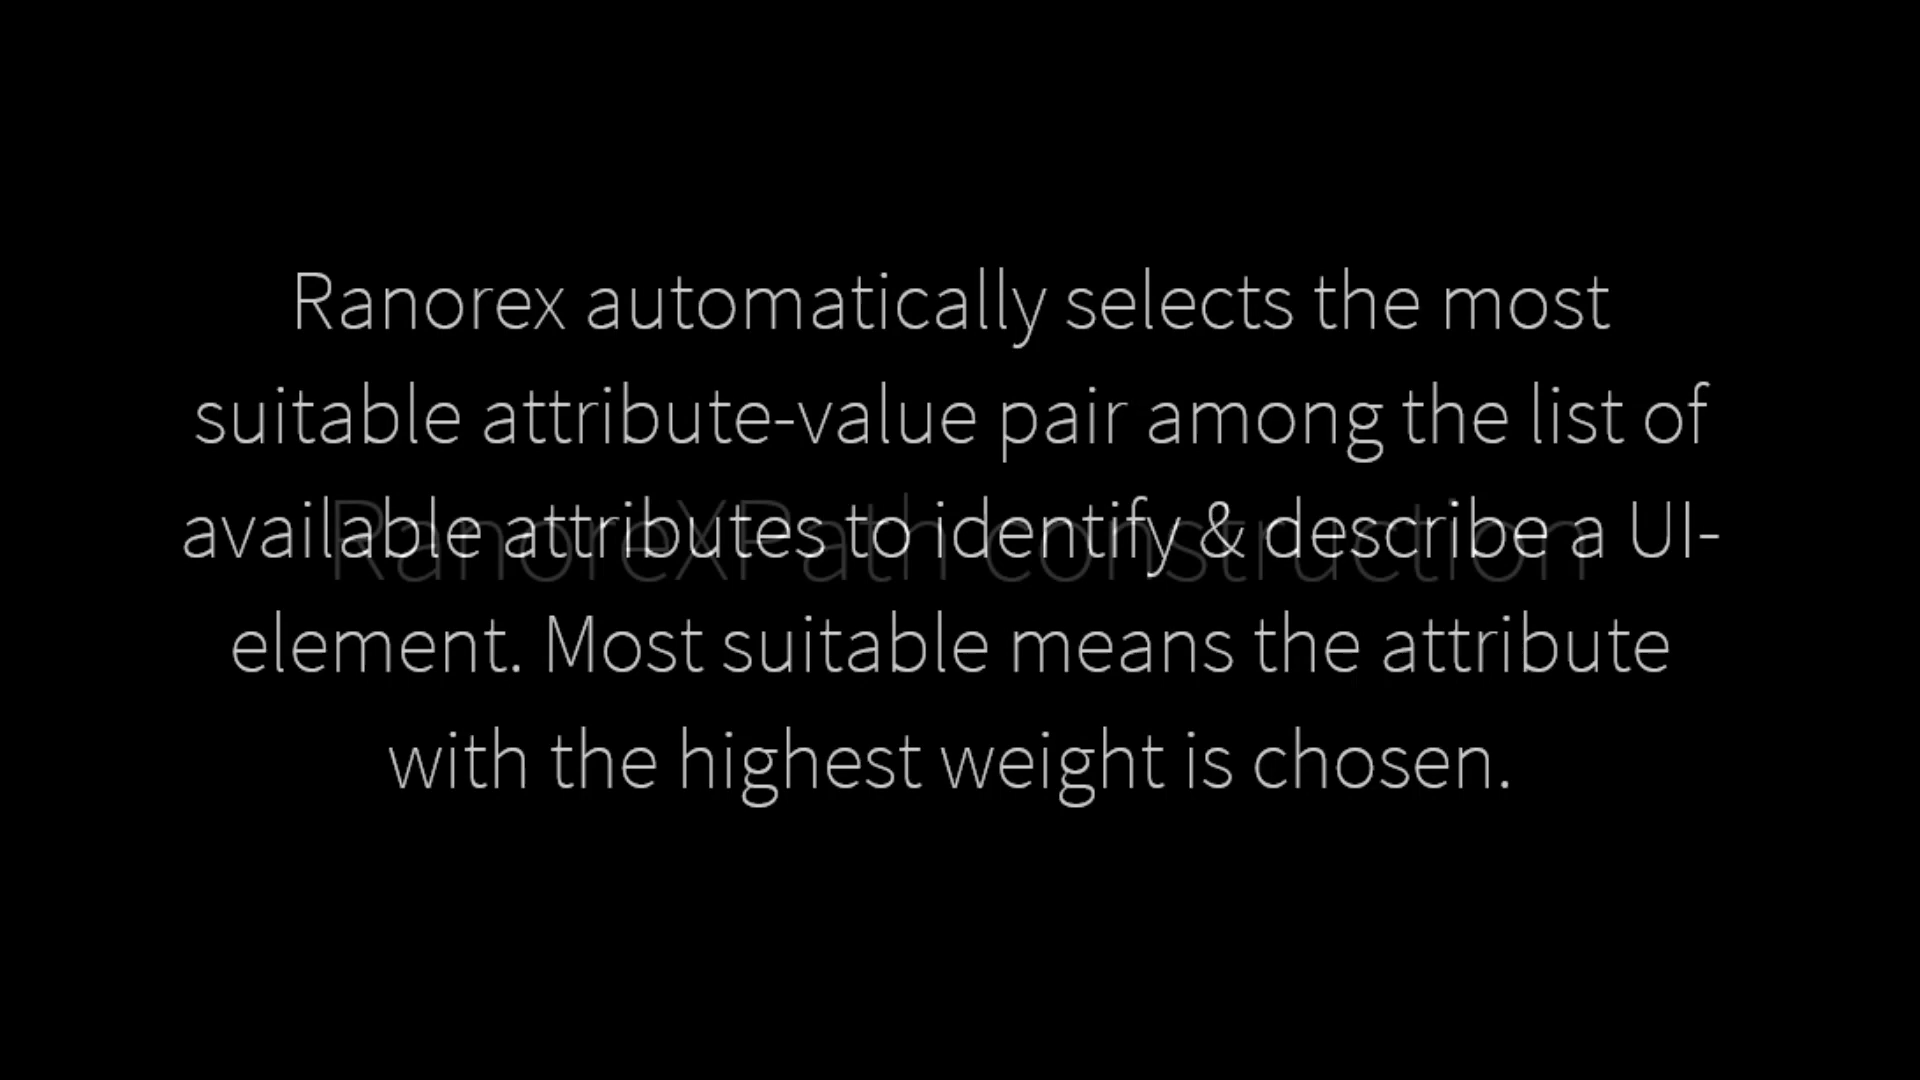 Ranorex automatically selects the most
suitable attribute-value pair among the list of
available attributes to identify & describe a UI-
RanoreXPath construction
element. Most suitable means the attribute
with the highest weight is chosen.